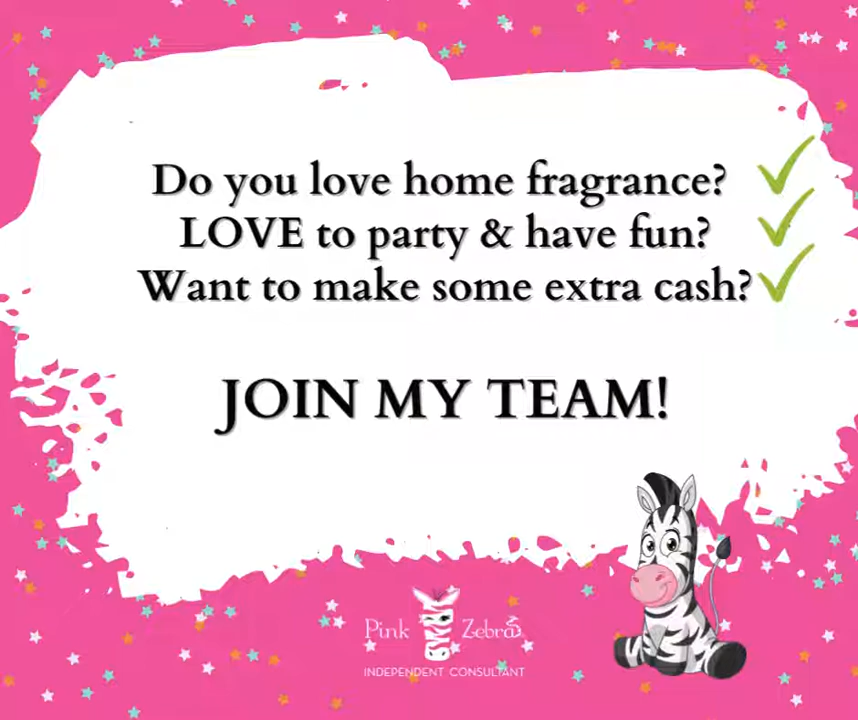 Do you love home fragrance?
LOVE to party & have fun?
Want to make some extra cash?
JOIN MY TEAM!
Pink Zebra
INDEPENDENT CONSULTANT